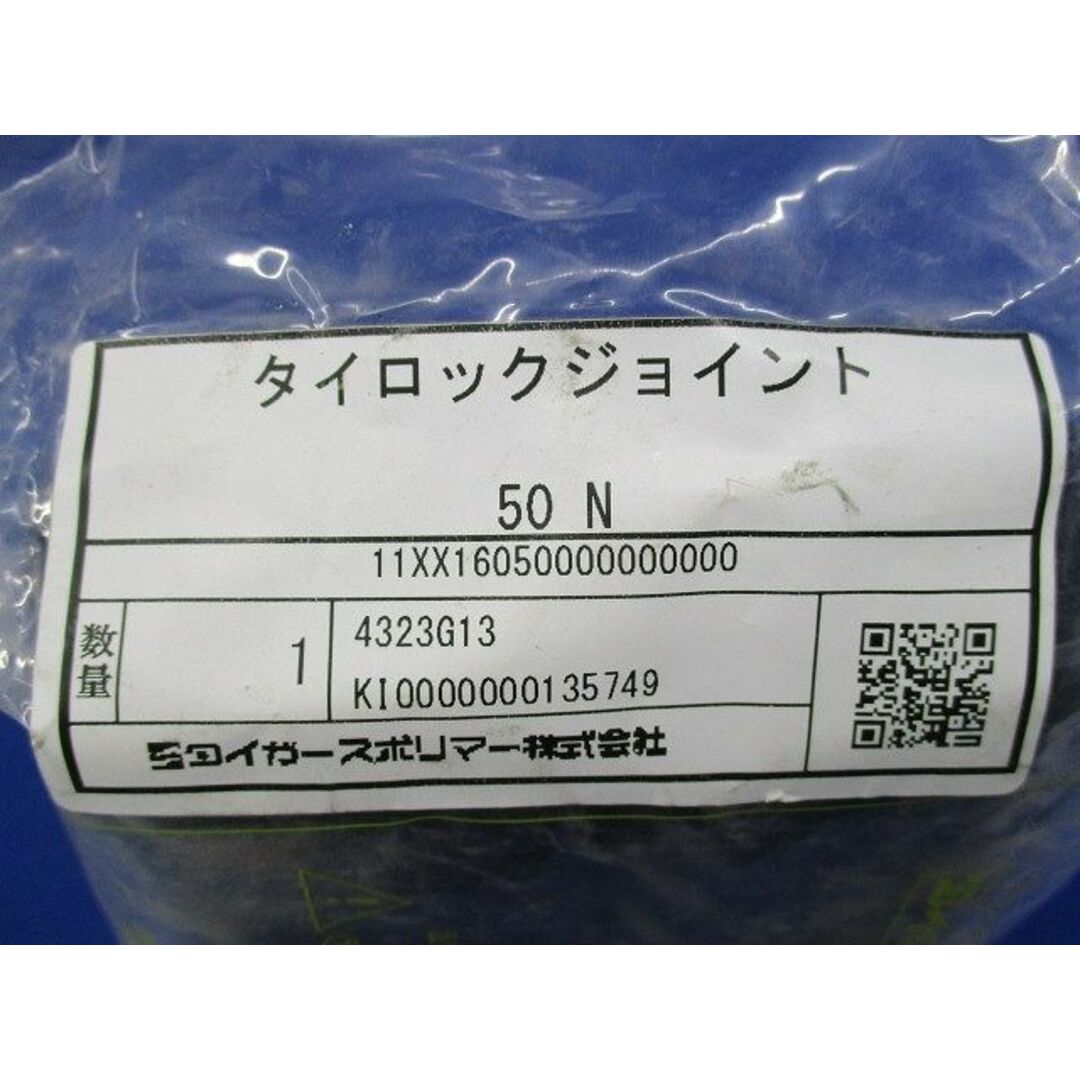 タイロックジョイント
50 N
11XX16050000000000
数量
1
4323G13
KI0000000135749
タイガースポリマー株式会社